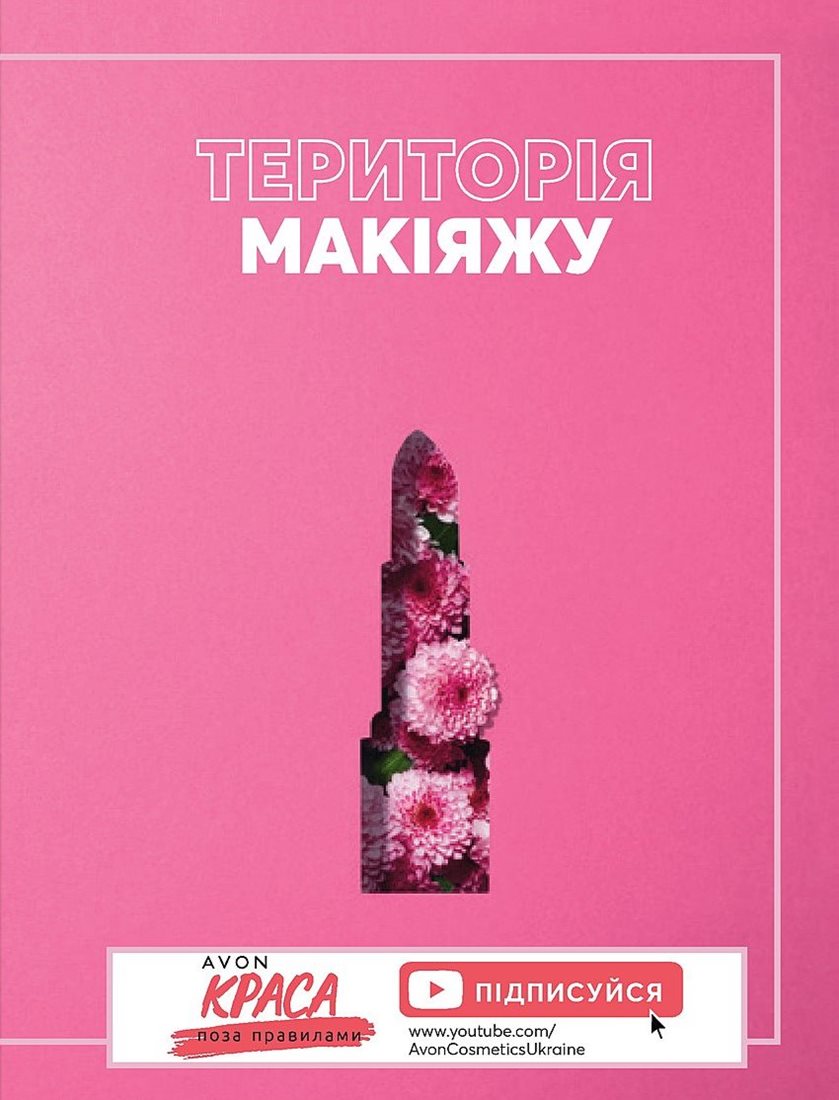 ТЕРИТОРІЯ
МАКІЯЖУ
AVON
КРАСА
поза правилами
ПІДПИСУЙСЯ
www.youtube.com/
AvonCosmeticsUkraine